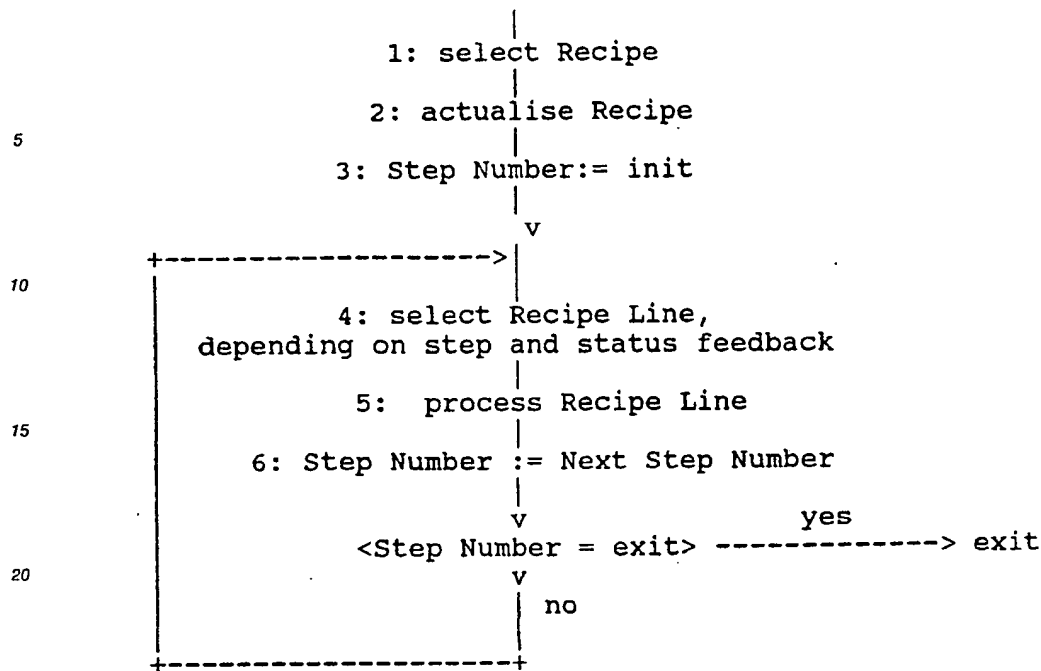 1: select Recipe
2: actualise Recipe
5
3: Step Number:= init
v
+-------------------->
10
4: select Recipe Line,
depending on step and status feedback
5: process Recipe Line
15
6: Step Number := Next Step Number
v
yes
<Step Number = exit> -------------> exit
20
v
no
+---------------------+